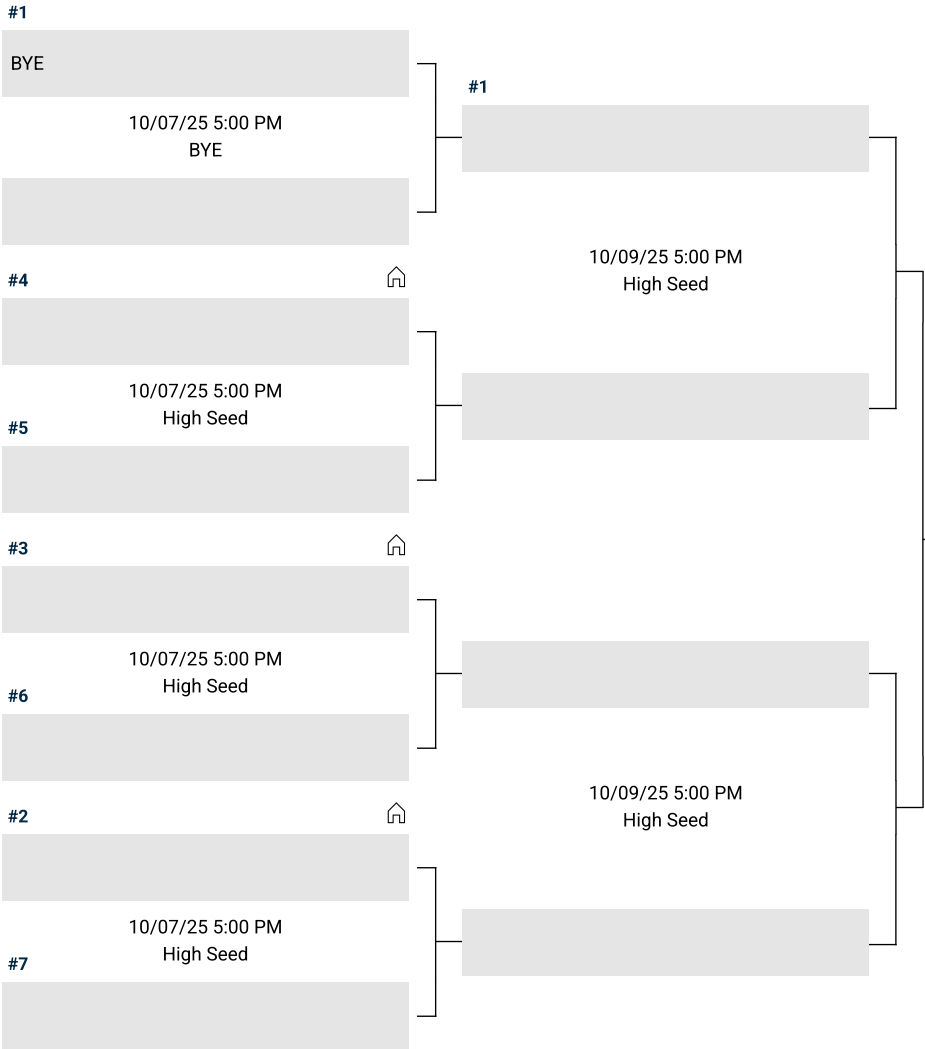 #1
BYE
10/07/25 5:00 PM
BYE
#4
10/07/25 5:00 PM
High Seed
#5
#3
10/07/25 5:00 PM
High Seed
#6
#2
10/07/25 5:00 PM
High Seed
#7
#1
10/09/25 5:00 PM
High Seed
10/09/25 5:00 PM
High Seed